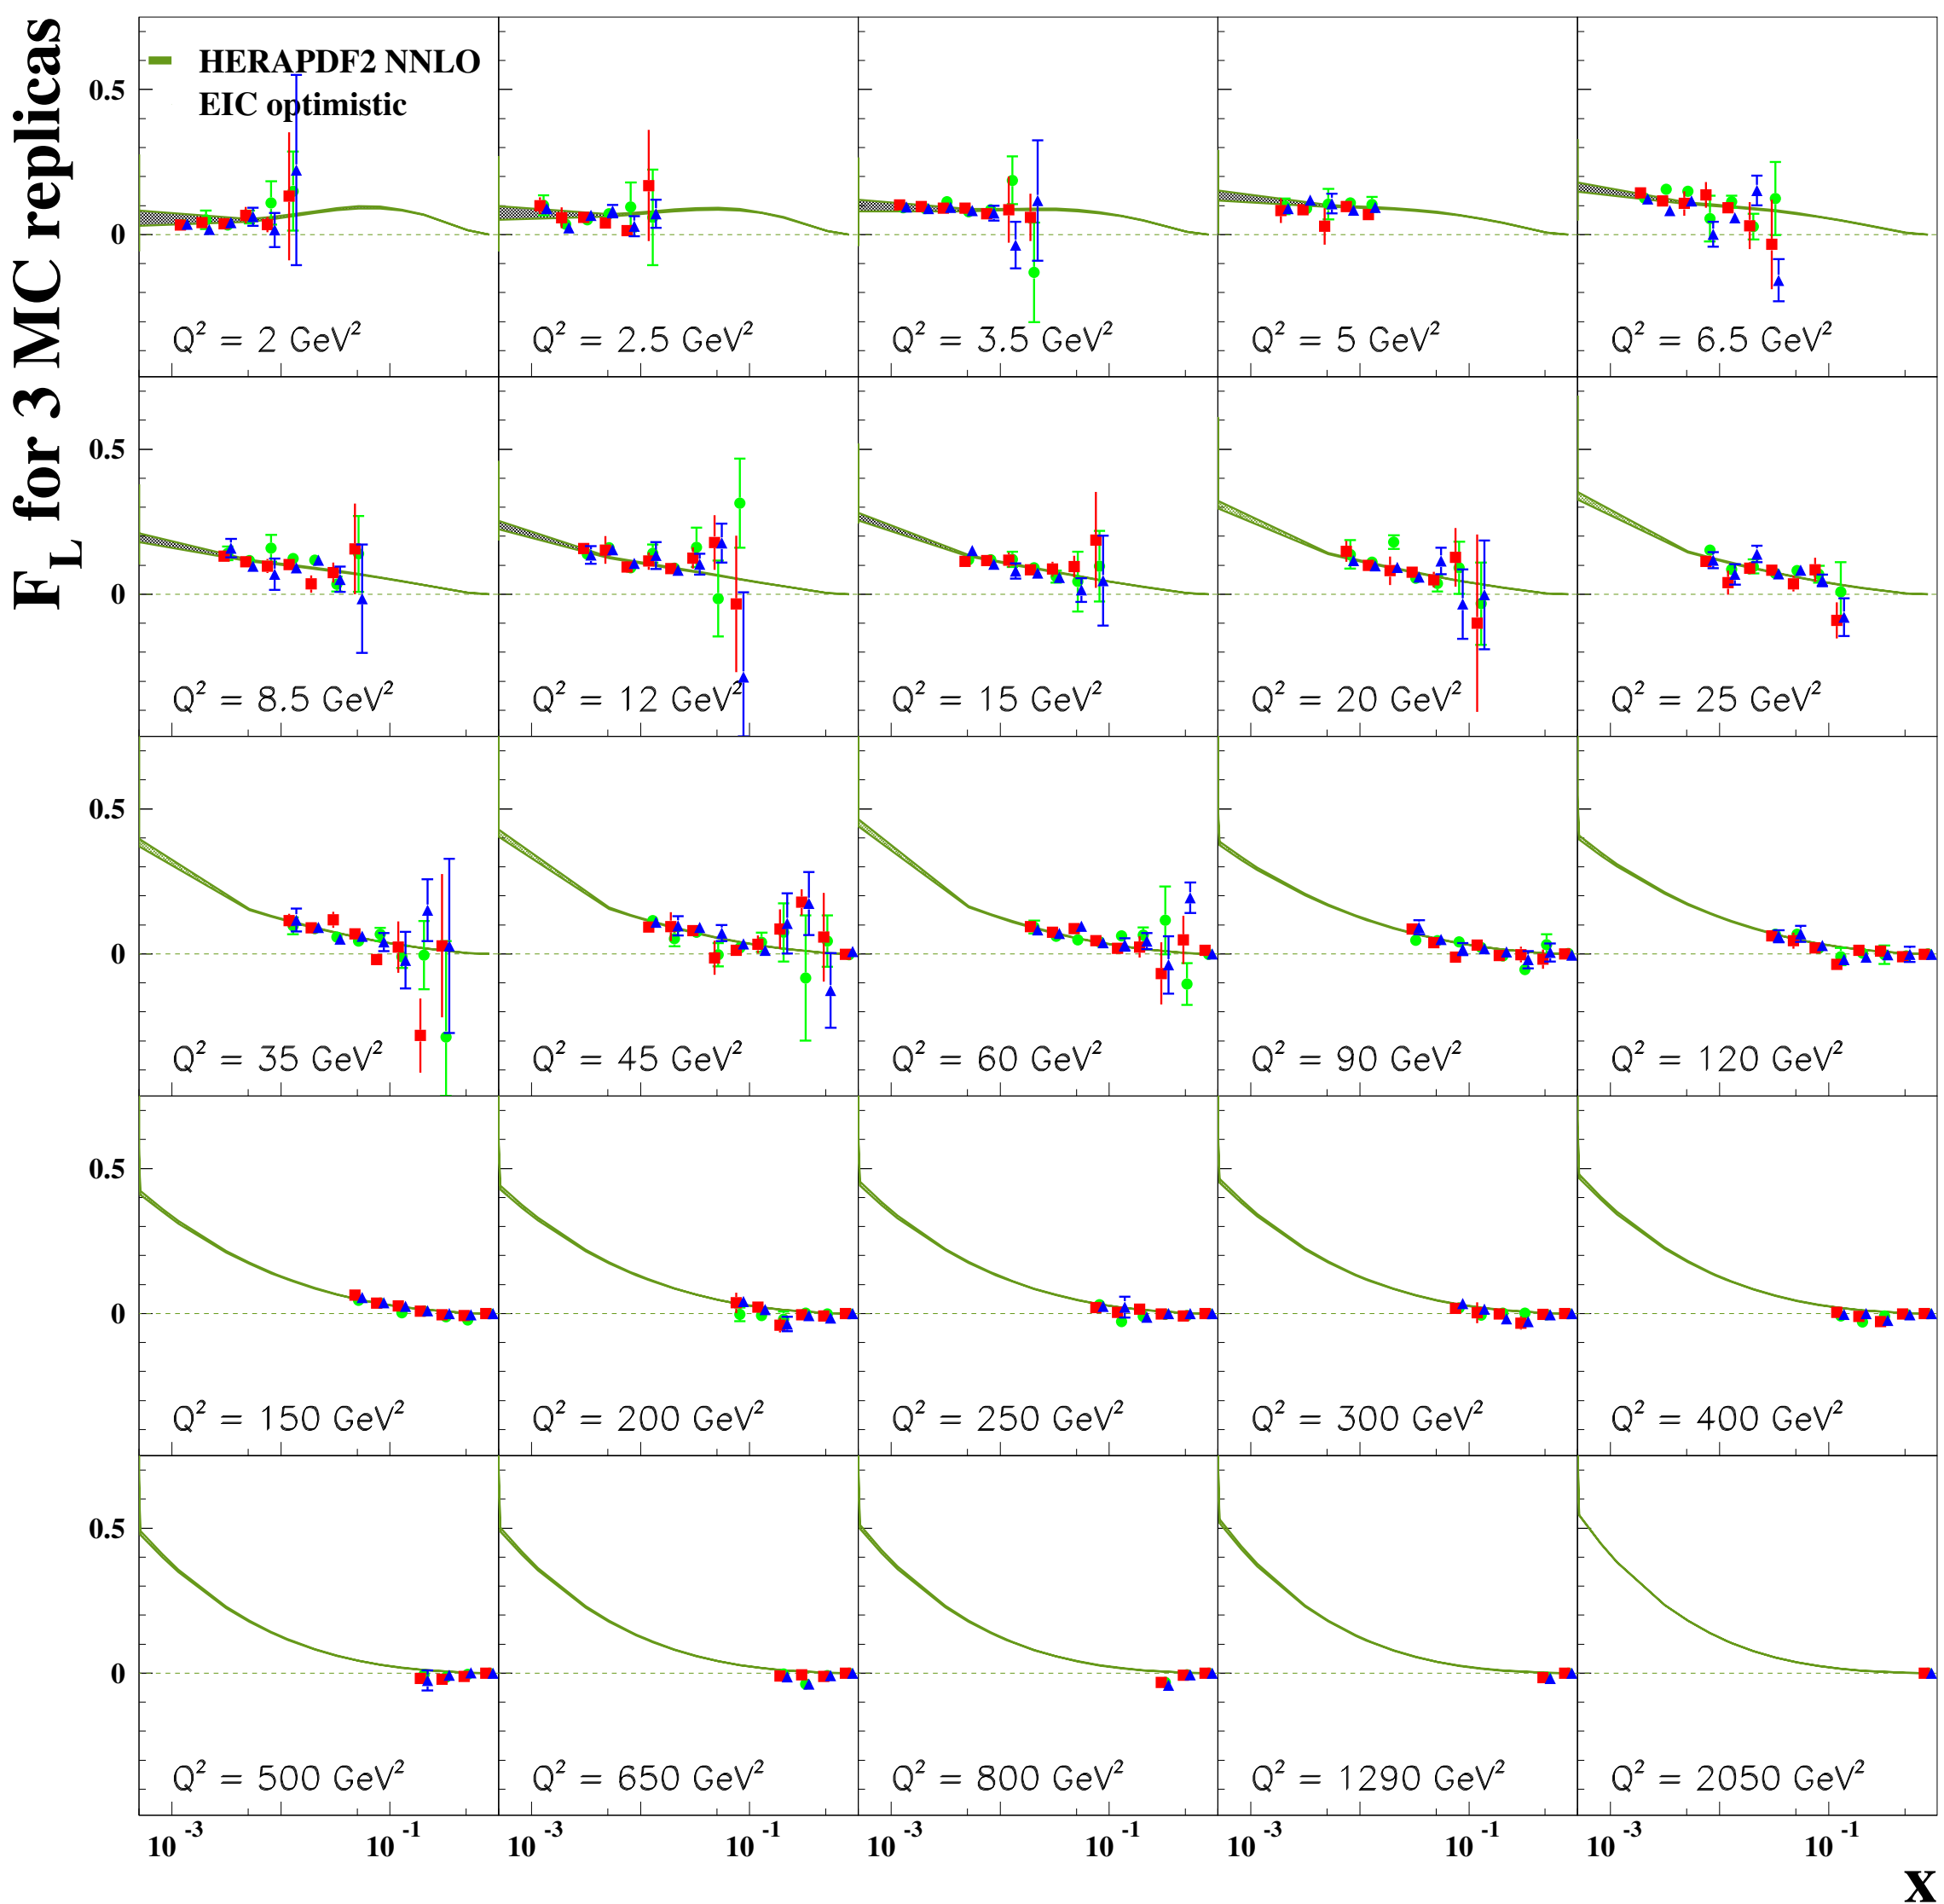 F_L for 3 MC replicas
HERAPDF2 NNLO
EIC optimistic
0.5
0
Q² = 2 GeV²
Q² = 2.5 GeV²
Q² = 3.5 GeV²
Q² = 5 GeV²
Q² = 6.5 GeV²
0.5
0
Q² = 8.5 GeV²
Q² = 12 GeV²
Q² = 15 GeV²
Q² = 20 GeV²
Q² = 25 GeV²
0.5
0
Q² = 35 GeV²
Q² = 45 GeV²
Q² = 60 GeV²
Q² = 90 GeV²
Q² = 120 GeV²
0.5
0
Q² = 150 GeV²
Q² = 200 GeV²
Q² = 250 GeV²
Q² = 300 GeV²
Q² = 400 GeV²
0.5
0
Q² = 500 GeV²
Q² = 650 GeV²
Q² = 800 GeV²
Q² = 1290 GeV²
Q² = 2050 GeV²
10⁻³ 10⁻¹ 10⁻³ 10⁻¹ 10⁻³ 10⁻¹ 10⁻³ 10⁻¹ 10⁻³ 10⁻¹
x